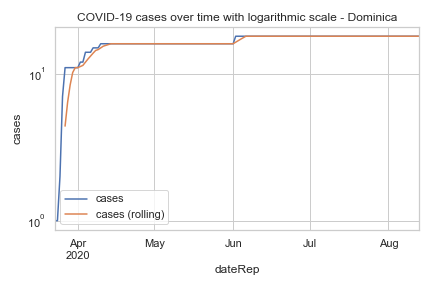 COVID-19 cases over time with logarithmic scale - Dominica
cases
10¹
10⁰
cases
cases (rolling)
Apr
2020
May
Jun
Jul
Aug
dateRep